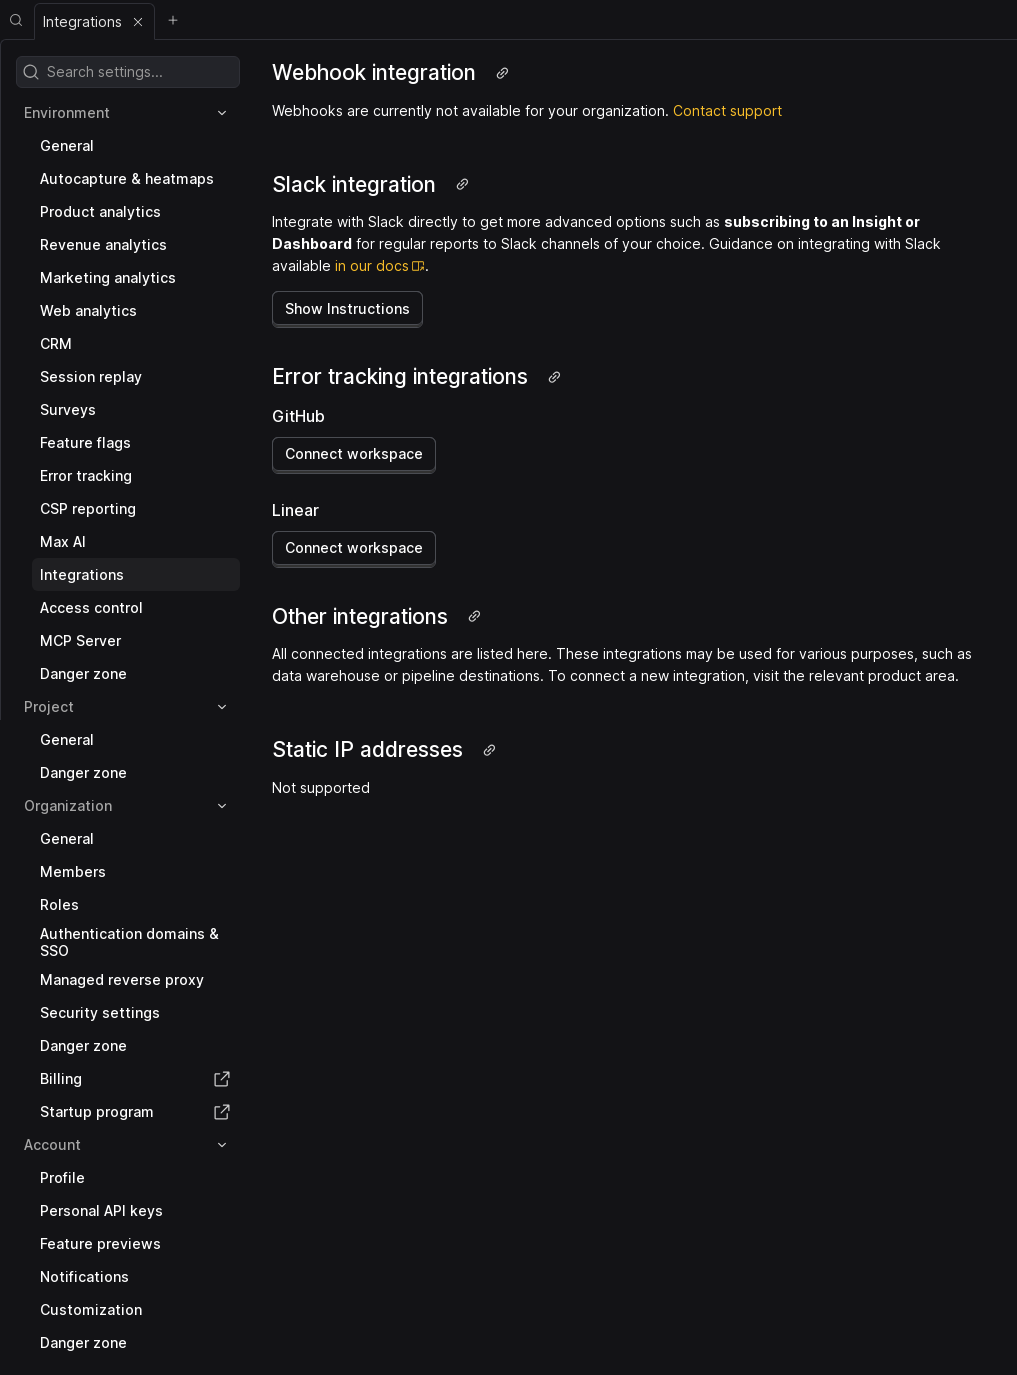 Integrations
Search settings...
Environment
General
Autocapture & heatmaps
Product analytics
Revenue analytics
Marketing analytics
Web analytics
CRM
Session replay
Surveys
Feature flags
Error tracking
CSP reporting
Max AI
Integrations
Access control
MCP Server
Danger zone
Project
General
Danger zone
Organization
General
Members
Roles
Authentication domains &
SSO
Managed reverse proxy
Security settings
Danger zone
Billing
Startup program
Account
Profile
Personal API keys
Feature previews
Notifications
Customization
Danger zone
Webhook integration
Webhooks are currently not available for your organization. Contact support
Slack integration
Integrate with Slack directly to get more advanced options such as subscribing to an Insight or
Dashboard for regular reports to Slack channels of your choice. Guidance on integrating with Slack
available in our docs.
Show Instructions
Error tracking integrations
GitHub
Connect workspace
Linear
Connect workspace
Other integrations
All connected integrations are listed here. These integrations may be used for various purposes, such as
data warehouse or pipeline destinations. To connect a new integration, visit the relevant product area.
Static IP addresses
Not supported